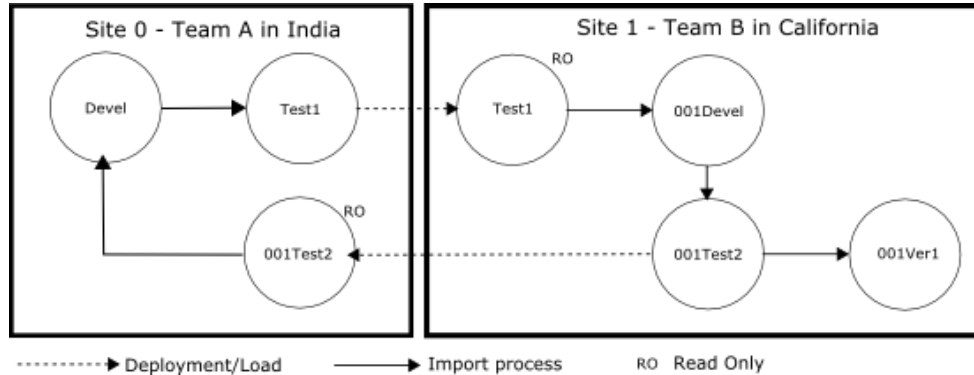 Site 0 - Team A in India
Devel
Test1
001Test2
RO
Site 1 - Team B in California
RO
Test1
001Devel
001Test2
001Ver1
Deployment/Load
Import process
RO Read Only